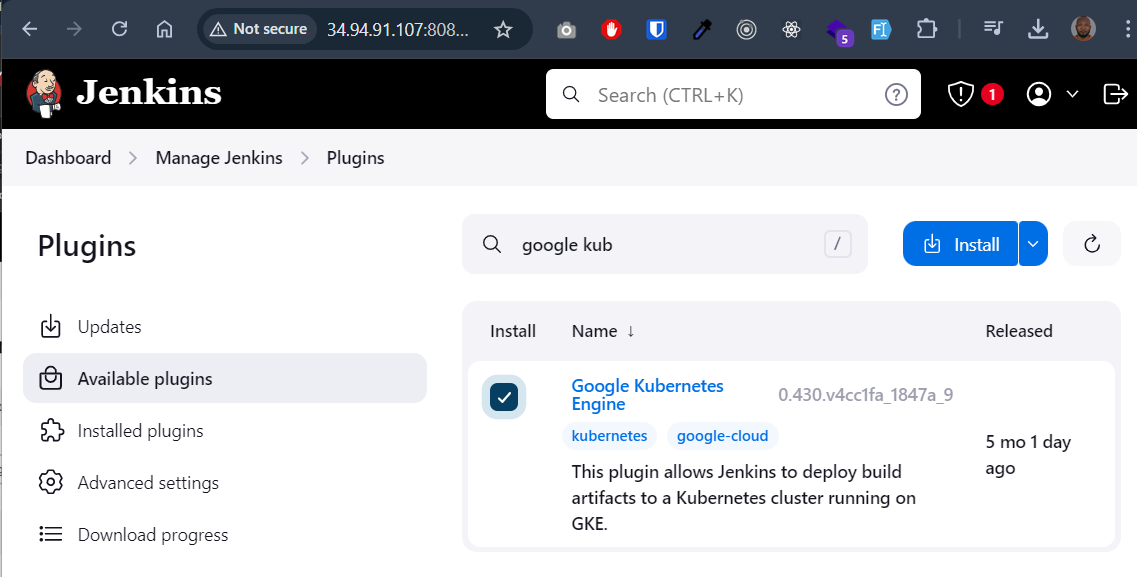 Not secure
34.94.91.107:808...
5
Jenkins
Search (CTRL+K)
?
1
Dashboard > Manage Jenkins > Plugins
Plugins
google kub
/
Install
Updates
Available plugins
Installed plugins
Advanced settings
Download progress
Install Name ↓ Released
Google Kubernetes
Engine
0.430.v4cc1fa_1847a_9
kubernetes google-cloud
This plugin allows Jenkins to deploy build
artifacts to a Kubernetes cluster running on
GKE.
5 mo 1 day
ago